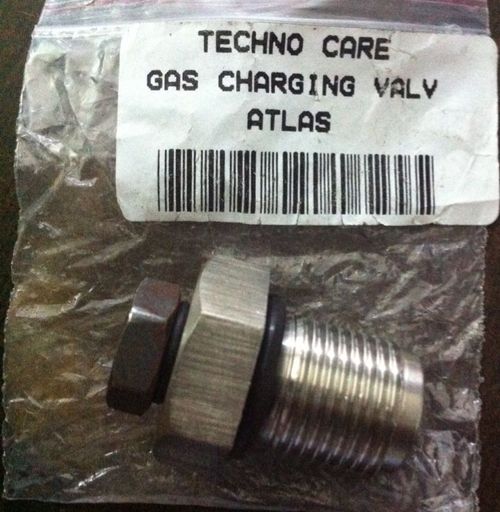 TECHNO CARE
GAS CHARGING VALV
ATLAS